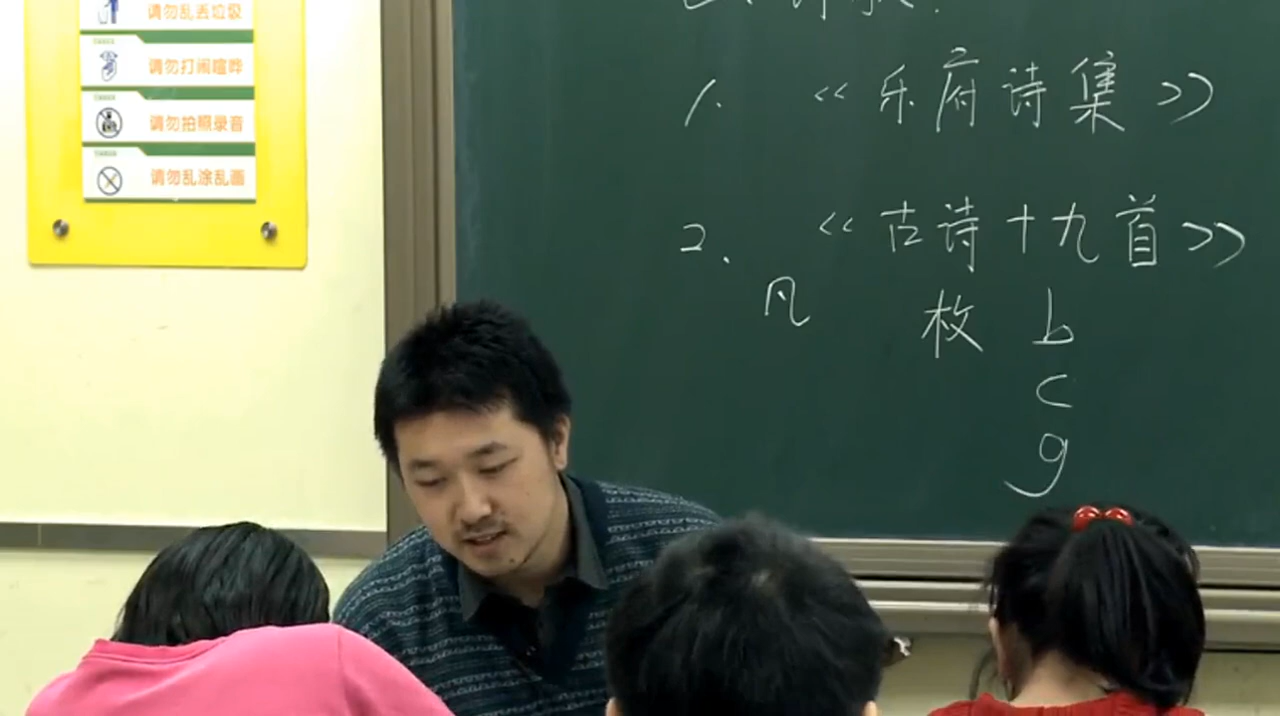 请勿乱丢垃圾
请勿打闹喧哗
请勿拍照录音
请勿乱涂乱画
1. 《乐府诗集》
2. 《古诗十九首》
凡 枚 b
c
g